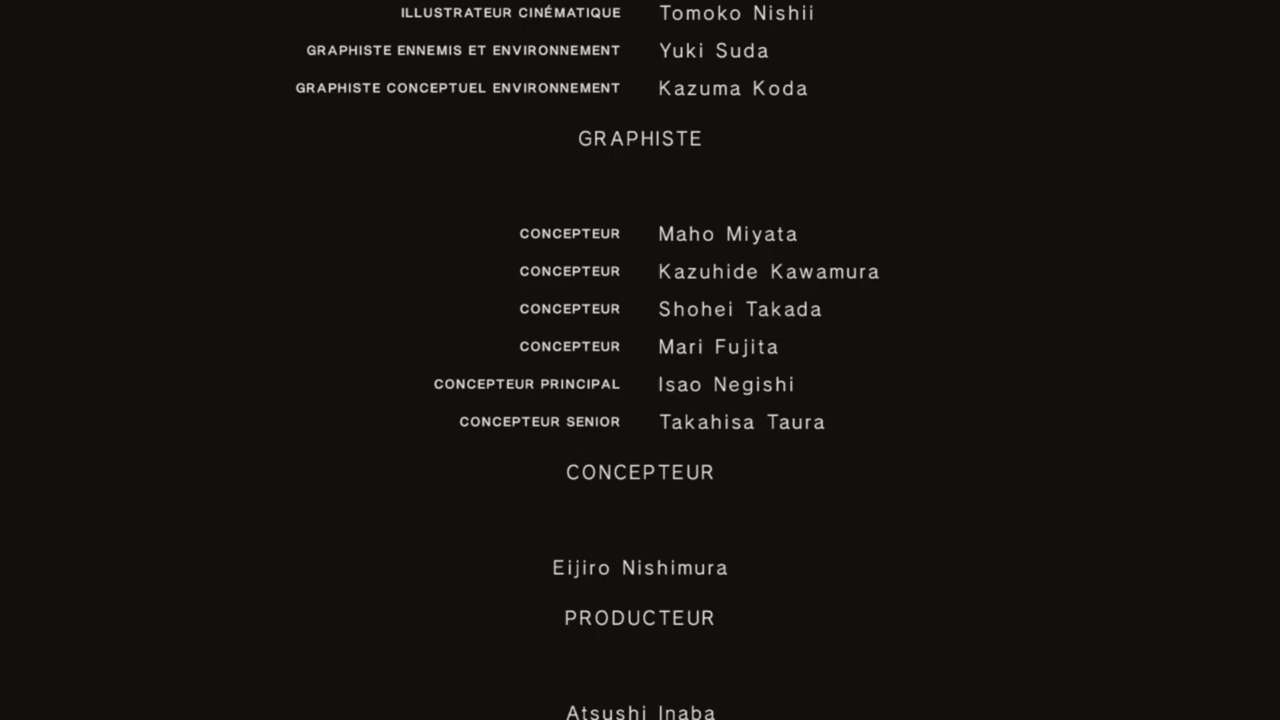 ILLUSTRATEUR CINÉMATIQUE Tomoko Nishii
GRAPHISTE ENNEMIS ET ENVIRONNEMENT Yuki Suda
GRAPHISTE CONCEPTUEL ENVIRONNEMENT Kazuma Koda
GRAPHISTE
CONCEPTEUR Maho Miyata
CONCEPTEUR Kazuhide Kawamura
CONCEPTEUR Shohei Takada
CONCEPTEUR Mari Fujita
CONCEPTEUR PRINCIPAL Isao Negishi
CONCEPTEUR SENIOR Takahisa Taura
CONCEPTEUR
Eijiro Nishimura
PRODUCTEUR
Atsushi Inaba